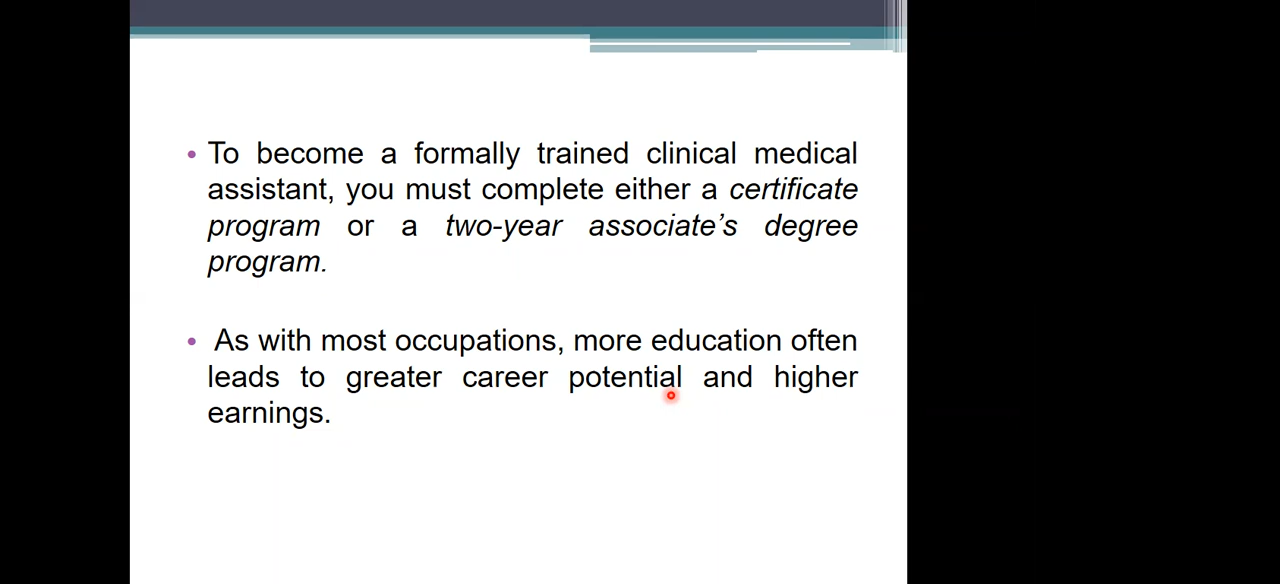 • To become a formally trained clinical medical
assistant, you must complete either a certificate
program or a two-year associate’s degree
program.
• As with most occupations, more education often
leads to greater career potential and higher
earnings.